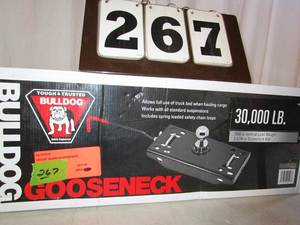 267
TOUGH & TRUSTED
BULLDOG
Allows full use of truck bed when hauling cargo
Works with all standard suspensions
Includes spring loaded safety chain loops
30,000 LB.
BULLDOG
GOOSENECK
267